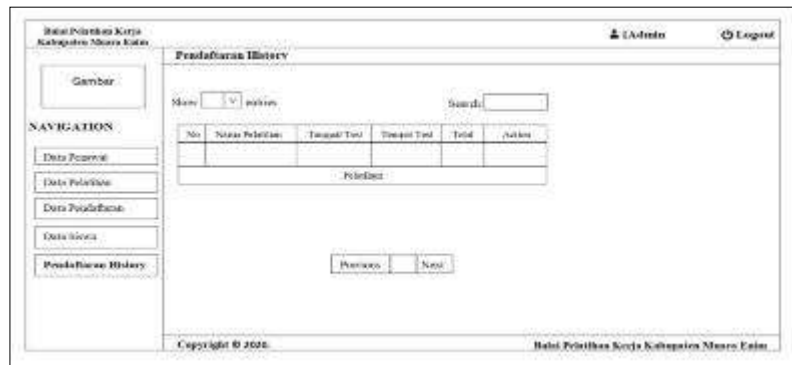 Balai Pelatihan Kerja
Kabupaten Muara Enim
Admin
Logout
Pendaftaran History
Gambar
Show entries
Search
NAVIGATION
No Nama Pelatihan Tanggal Test Tempat Test Total Action
Data Pegawai
Data Pelatihan
Data Pendaftaran
Data Siswa
Pendaftaran History
Previous Next
Copyright © 2020.
Balai Pelatihan Kerja Kabupaten Muara Enim